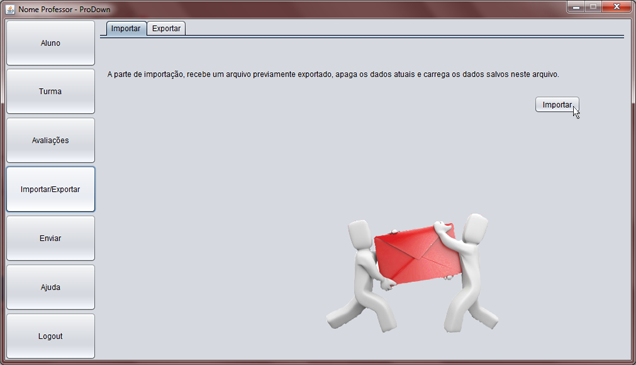 Nome Professor - ProDown
Aluno
Turma
Avaliações
Importar/Exportar
Enviar
Ajuda
Logout
Importar
Exportar
A parte de importação, recebe um arquivo previamente exportado, apaga os dados atuais e carrega os dados salvos neste arquivo.
Importar